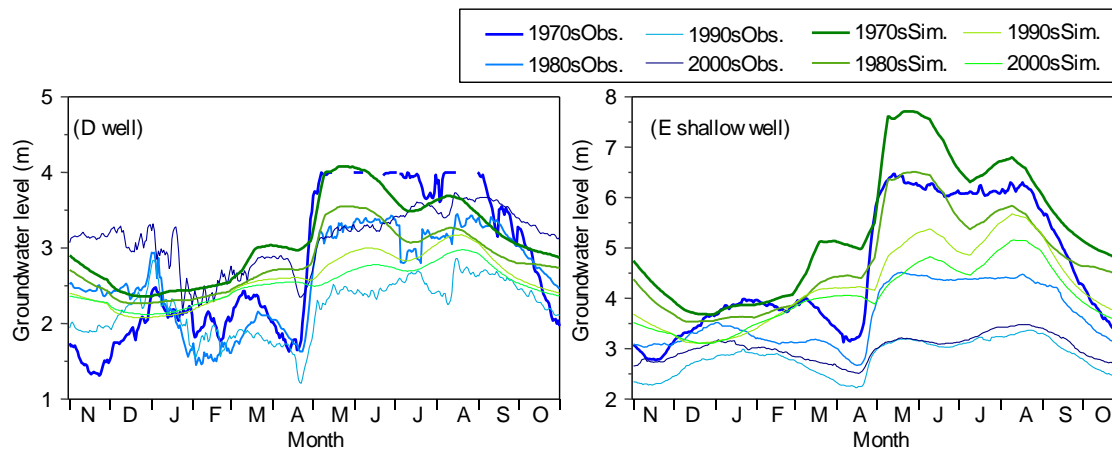 1970sObs. 1990sObs. 1970sSim. 1990sSim.
1980sObs. 2000sObs. 1980sSim. 2000sSim.
(D well)
Groundwater level (m)
5
4
3
2
1
N D J F M A M J J A S O
Month
(E shallow well)
Groundwater level (m)
8
7
6
5
4
3
2
N D J F M A M J J A S O
Month